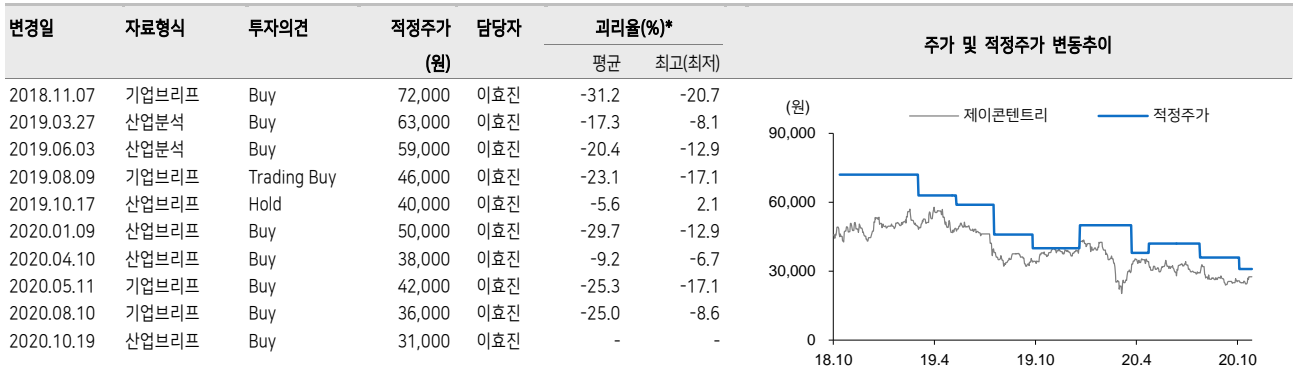 변경일 자료형식 투자의견 적정주가 담당자 괴리율(%)*
(원) 평균 최고(최저)
2018.11.07 기업브리프 Buy 72,000 이효진 -31.2 -20.7
2019.03.27 산업분석 Buy 63,000 이효진 -17.3 -8.1
2019.06.03 산업분석 Buy 59,000 이효진 -20.4 -12.9
2019.08.09 기업브리프 Trading Buy 46,000 이효진 -23.1 -17.1
2019.10.17 산업브리프 Hold 40,000 이효진 -5.6 2.1
2020.01.09 산업브리프 Buy 50,000 이효진 -29.7 -12.9
2020.04.10 산업브리프 Buy 38,000 이효진 -9.2 -6.7
2020.05.11 기업브리프 Buy 42,000 이효진 -25.3 -17.1
2020.08.10 기업브리프 Buy 36,000 이효진 -25.0 -8.6
2020.10.19 산업브리프 Buy 31,000 이효진 - -
주가 및 적정주가 변동추이
(원)
제이콘텐트리 적정주가
90,000
60,000
30,000
0
18.10 19.4 19.10 20.4 20.10